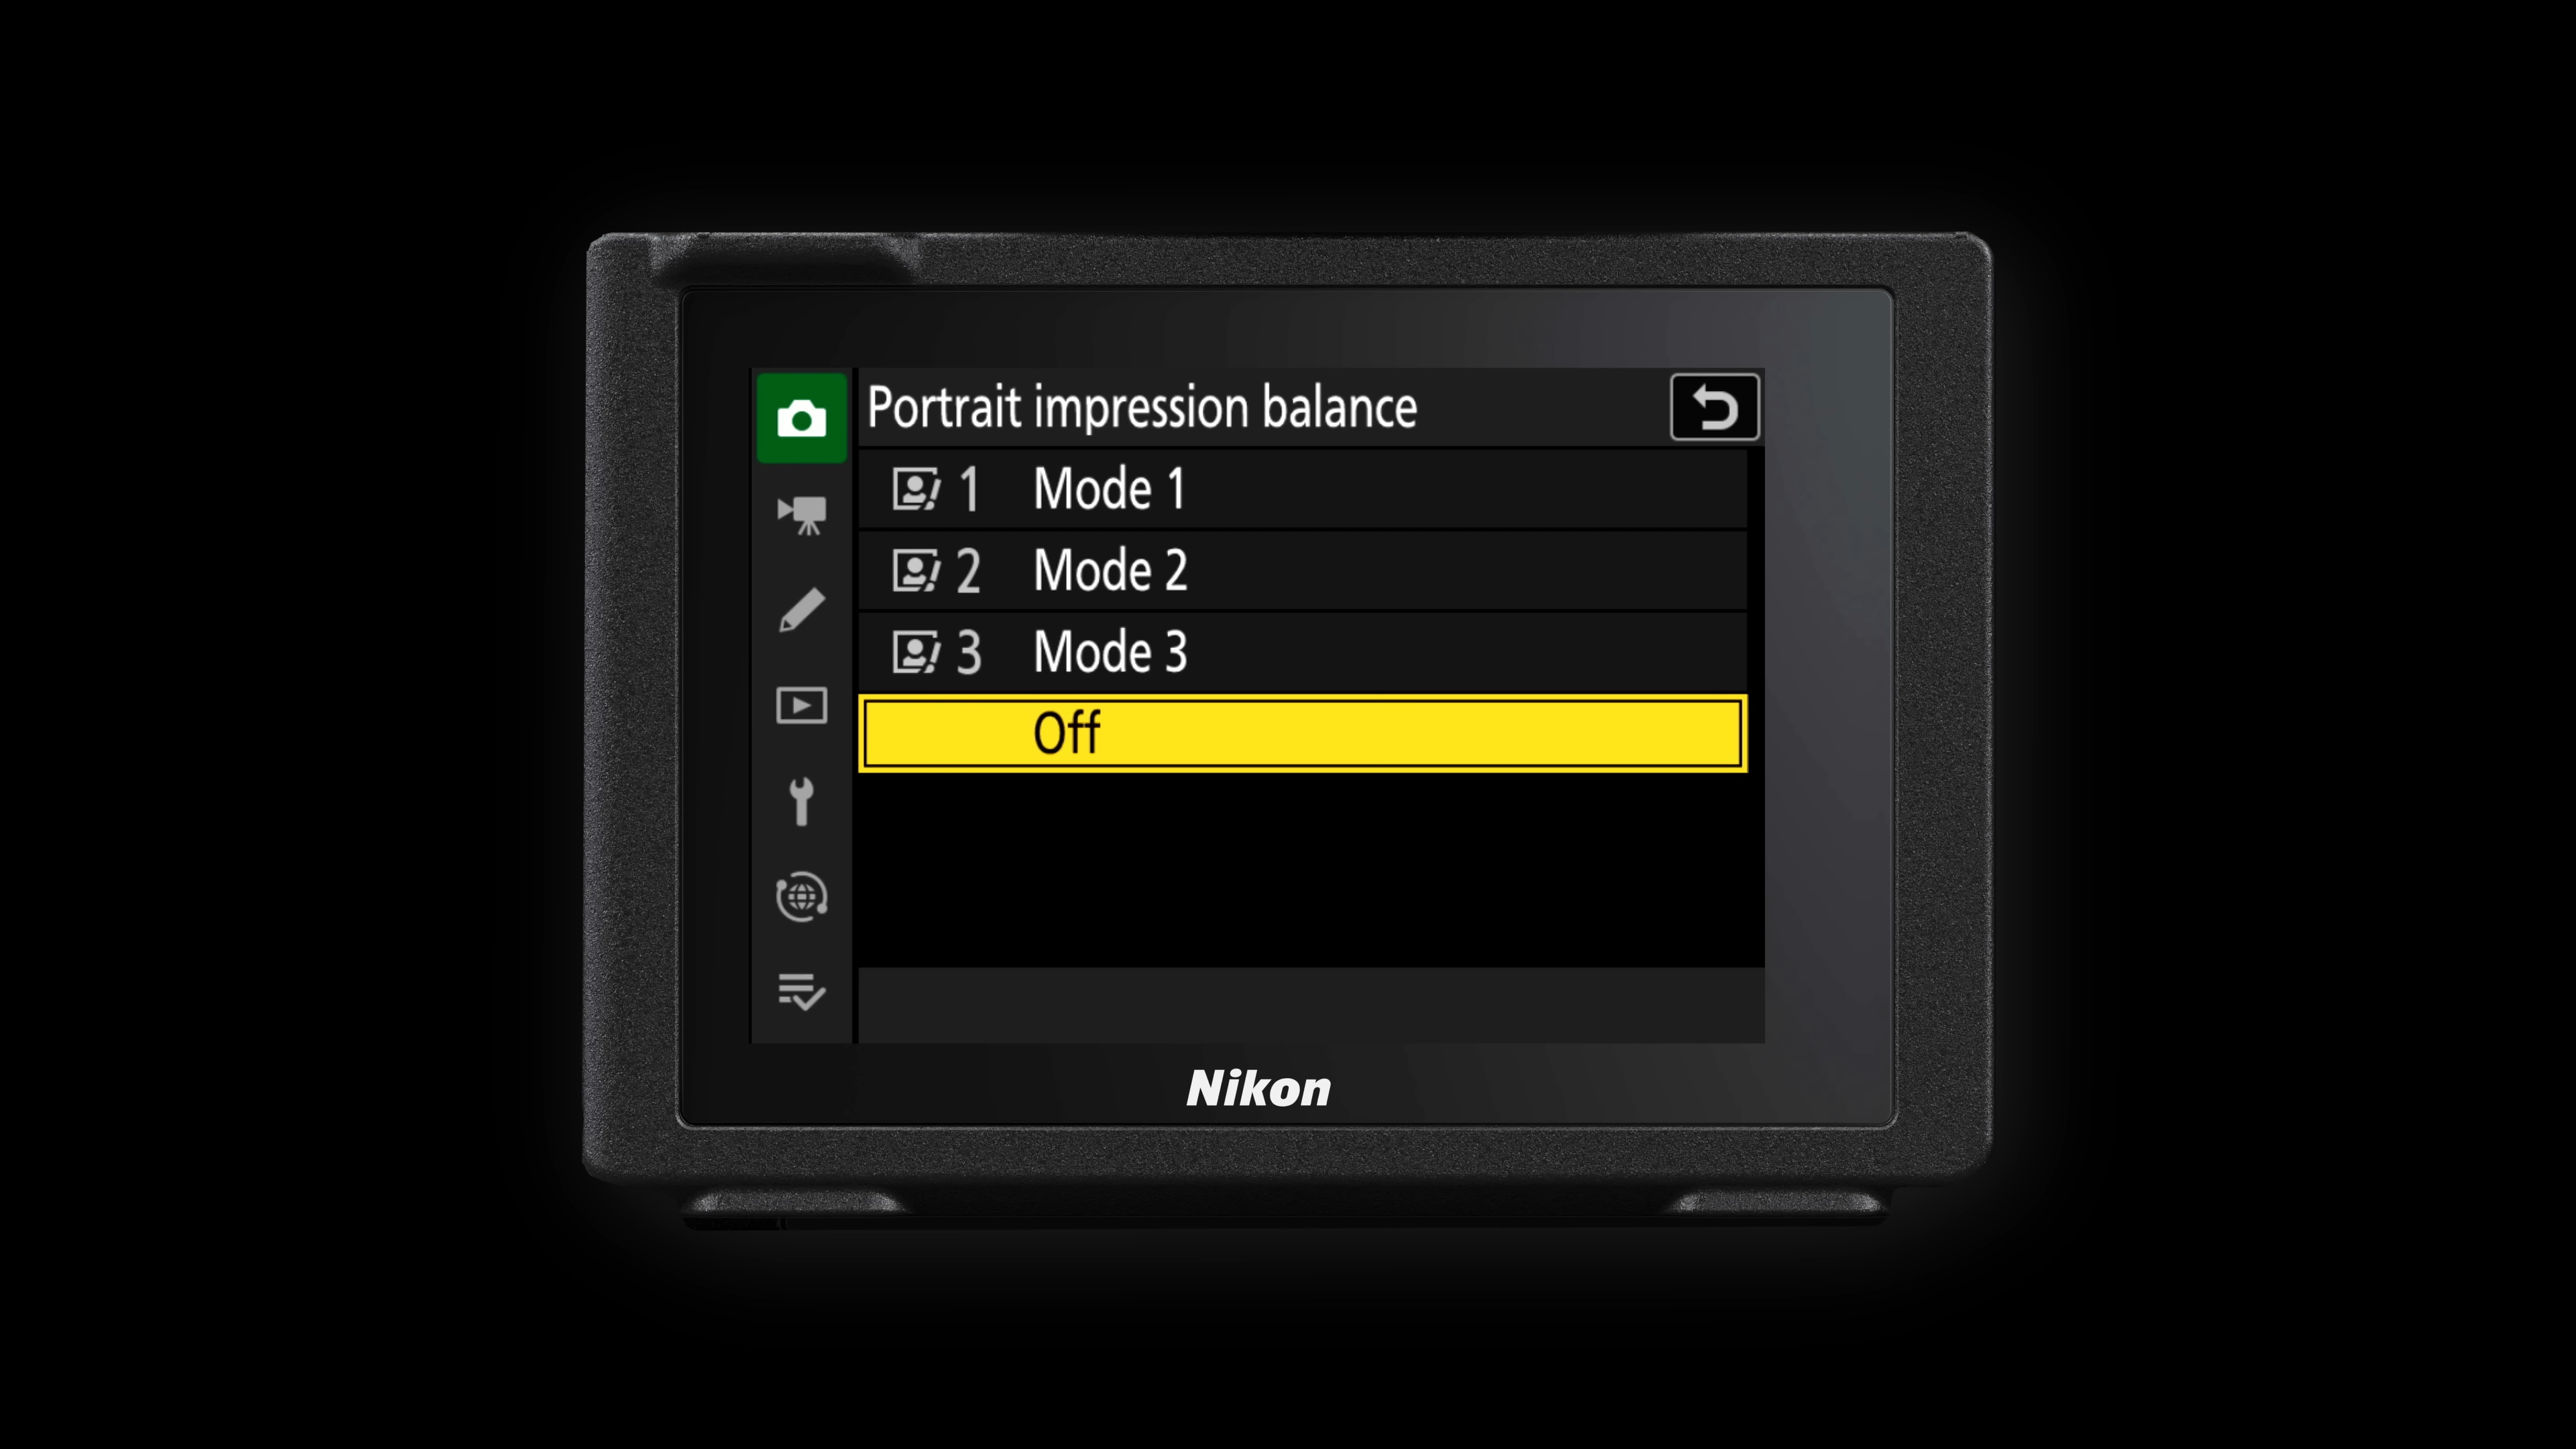 Portrait impression balance
1 Mode 1
2 Mode 2
3 Mode 3
Off
Nikon